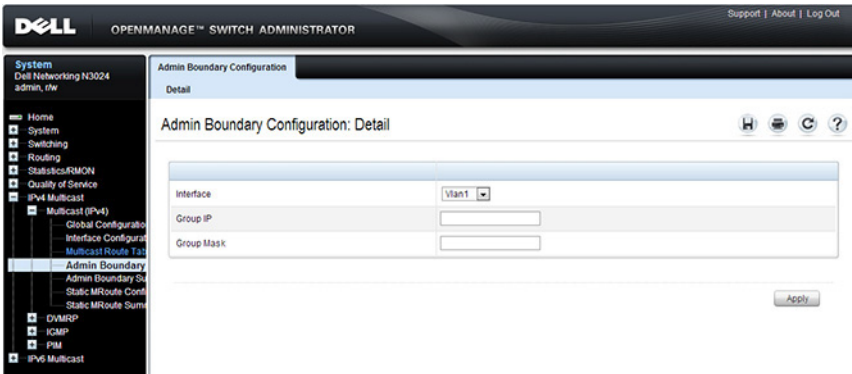 Support | About | Log Out
DELL OPENMANAGE™ SWITCH ADMINISTRATOR
System
Dell Networking N3024
admin, r/w
Home
System
Switching
Routing
Statistics/RMON
Quality of Service
IPv4 Multicast
Multicast (IPv4)
Global Configuratio
Interface Configurat
Multicast Route Tab
Admin Boundary
Admin Boundary Su
Static MRoute Confi
Static MRoute Summ
DVMRP
IGMP
PIM
IPv6 Multicast
Admin Boundary Configuration
Detail
Admin Boundary Configuration: Detail
H ?
Interface Vlan1
Group IP
Group Mask
Apply